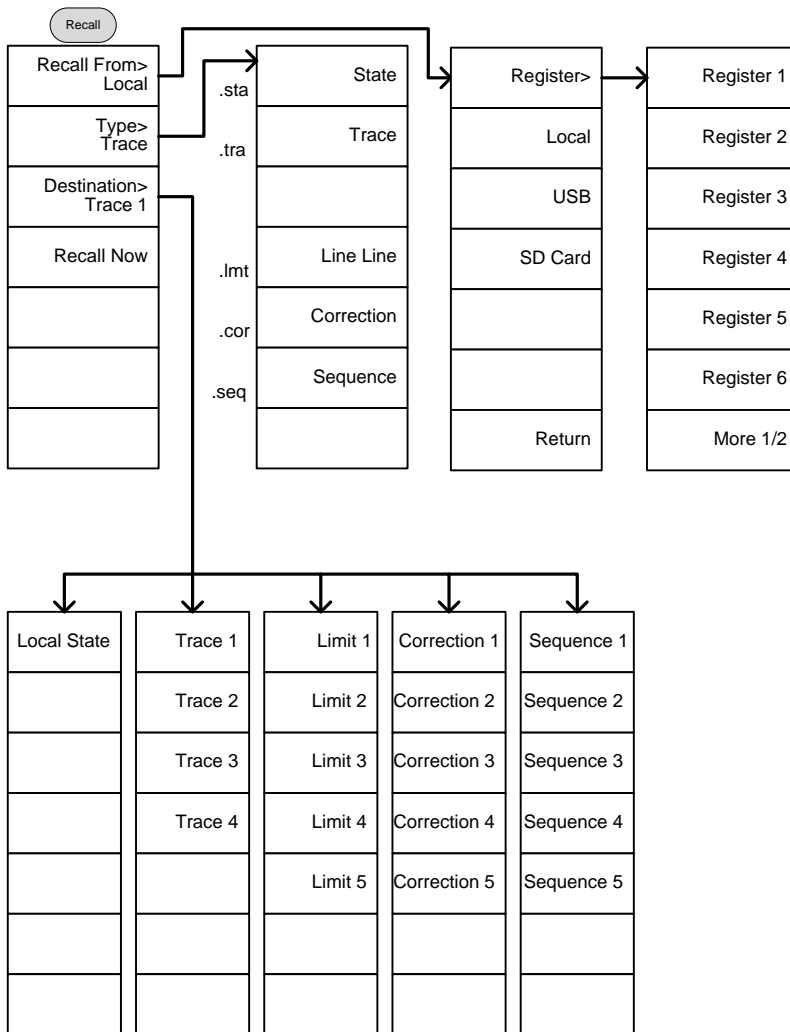 Recall
Recall From>
Local
Type>
Trace
Destination>
Trace 1
Recall Now
.sta
.tra
.lmt
.cor
.seq
State
Trace
Line Line
Correction
Sequence
Register>
Local
USB
SD Card
Return
Register 1
Register 2
Register 3
Register 4
Register 5
Register 6
More 1/2
Local State
Trace 1
Trace 2
Trace 3
Trace 4
Limit 1
Limit 2
Limit 3
Limit 4
Limit 5
Correction 1
Correction 2
Correction 3
Correction 4
Correction 5
Sequence 1
Sequence 2
Sequence 3
Sequence 4
Sequence 5